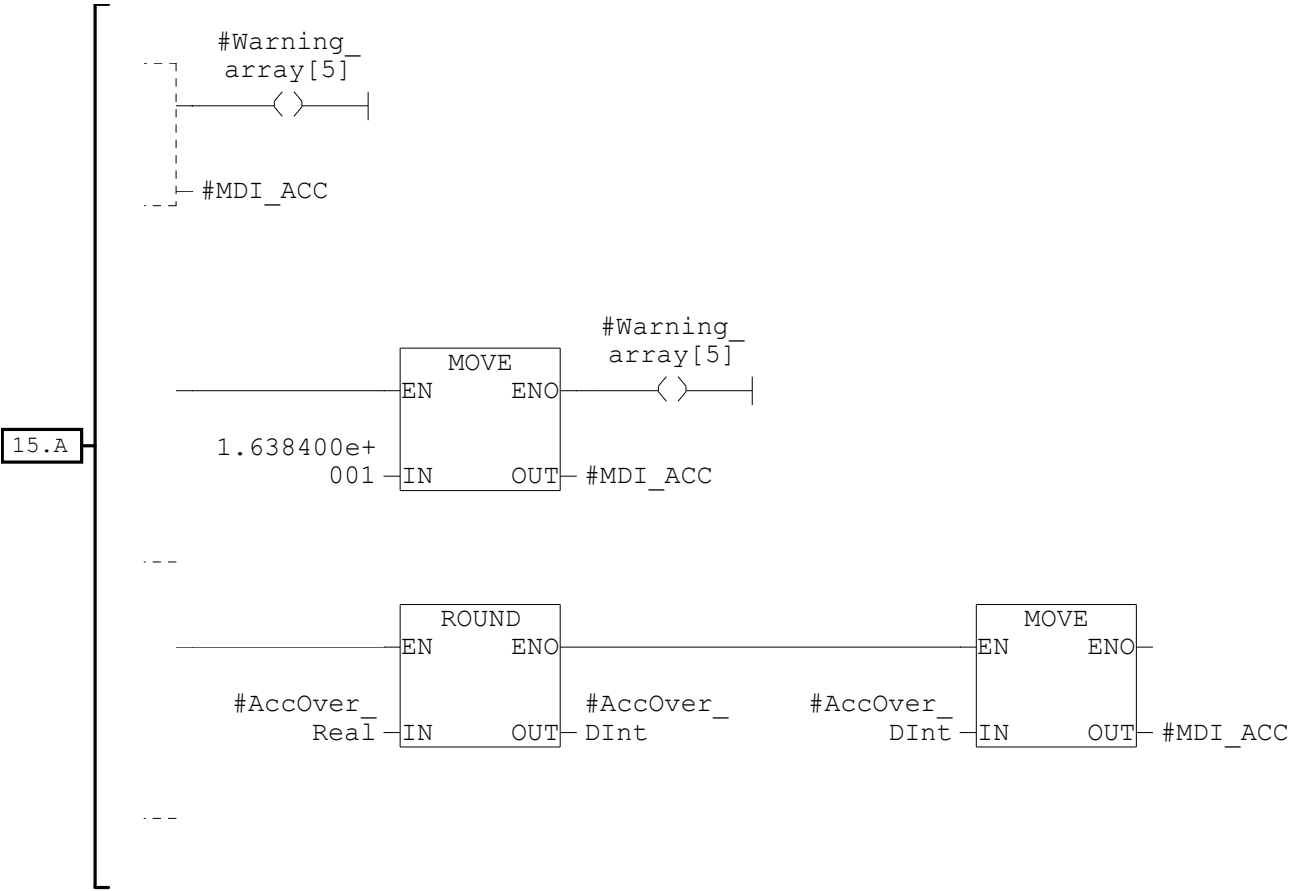 #Warning_
array[5]
#MDI_ACC
#Warning_
array[5]
MOVE
EN ENO
15.A
1.638400e+
001 IN OUT #MDI_ACC
ROUND MOVE
EN ENO EN ENO
#AccOver_ #AccOver_ #AccOver_
Real IN OUT DInt DInt IN OUT #MDI_ACC